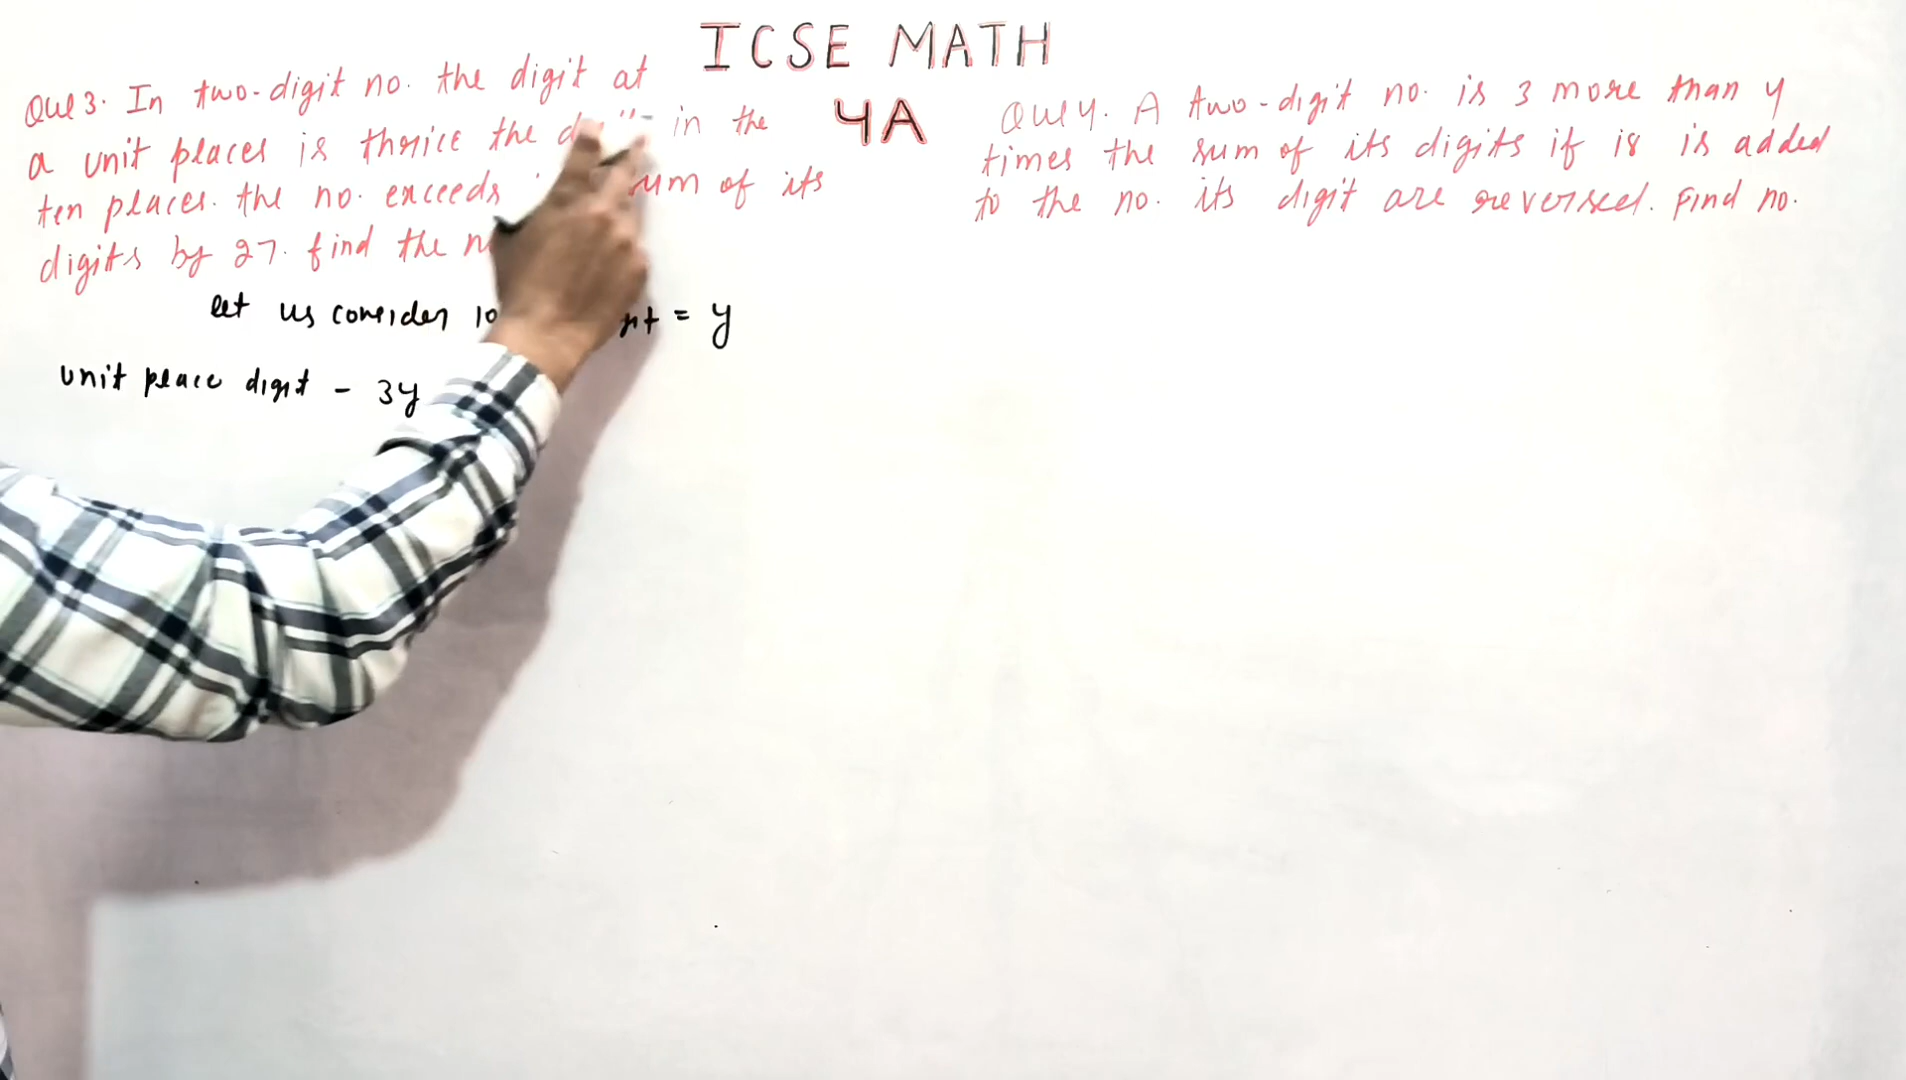 ICSE MATH
4A
Que 3. In two-digit no. the digit at
a unit places is thrice the in the
ten places. the no. exceeds sum of its
digits by 27. find the
let us consider 10 = y
unit place digit - 3y
Que 4. A two-digit no. is 3 more than 4
times the sum of its digits if 18 is added
to the no. its digit are reversed. Find no.